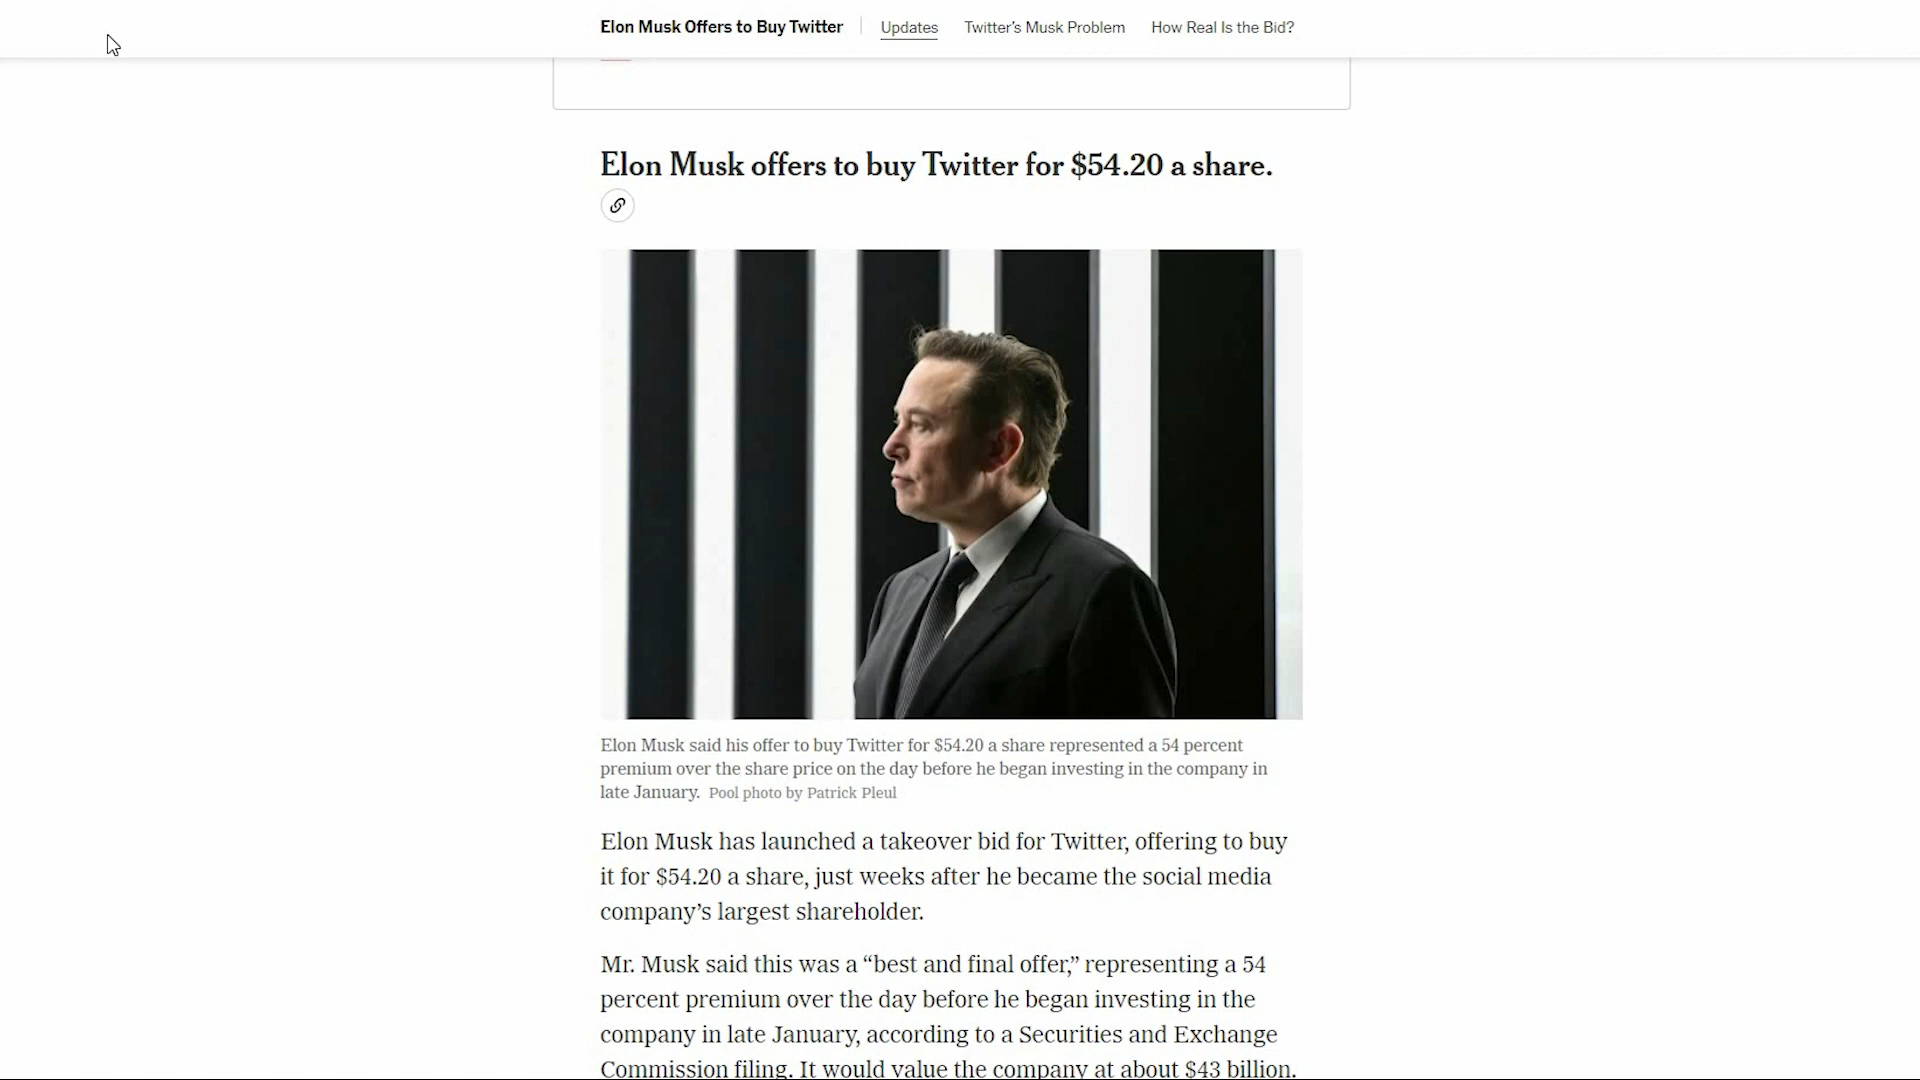 Elon Musk Offers to Buy Twitter
Updates
Twitter’s Musk Problem
How Real Is the Bid?
Elon Musk offers to buy Twitter for $54.20 a share.
Elon Musk said his offer to buy Twitter for $54.20 a share represented a 54 percent
premium over the share price on the day before he began investing in the company in
late January. Pool photo by Patrick Pleul
Elon Musk has launched a takeover bid for Twitter, offering to buy
it for $54.20 a share, just weeks after he became the social media
company’s largest shareholder.
Mr. Musk said this was a “best and final offer,” representing a 54
percent premium over the day before he began investing in the
company in late January, according to a Securities and Exchange
Commission filing. It would value the company at about $43 billion.